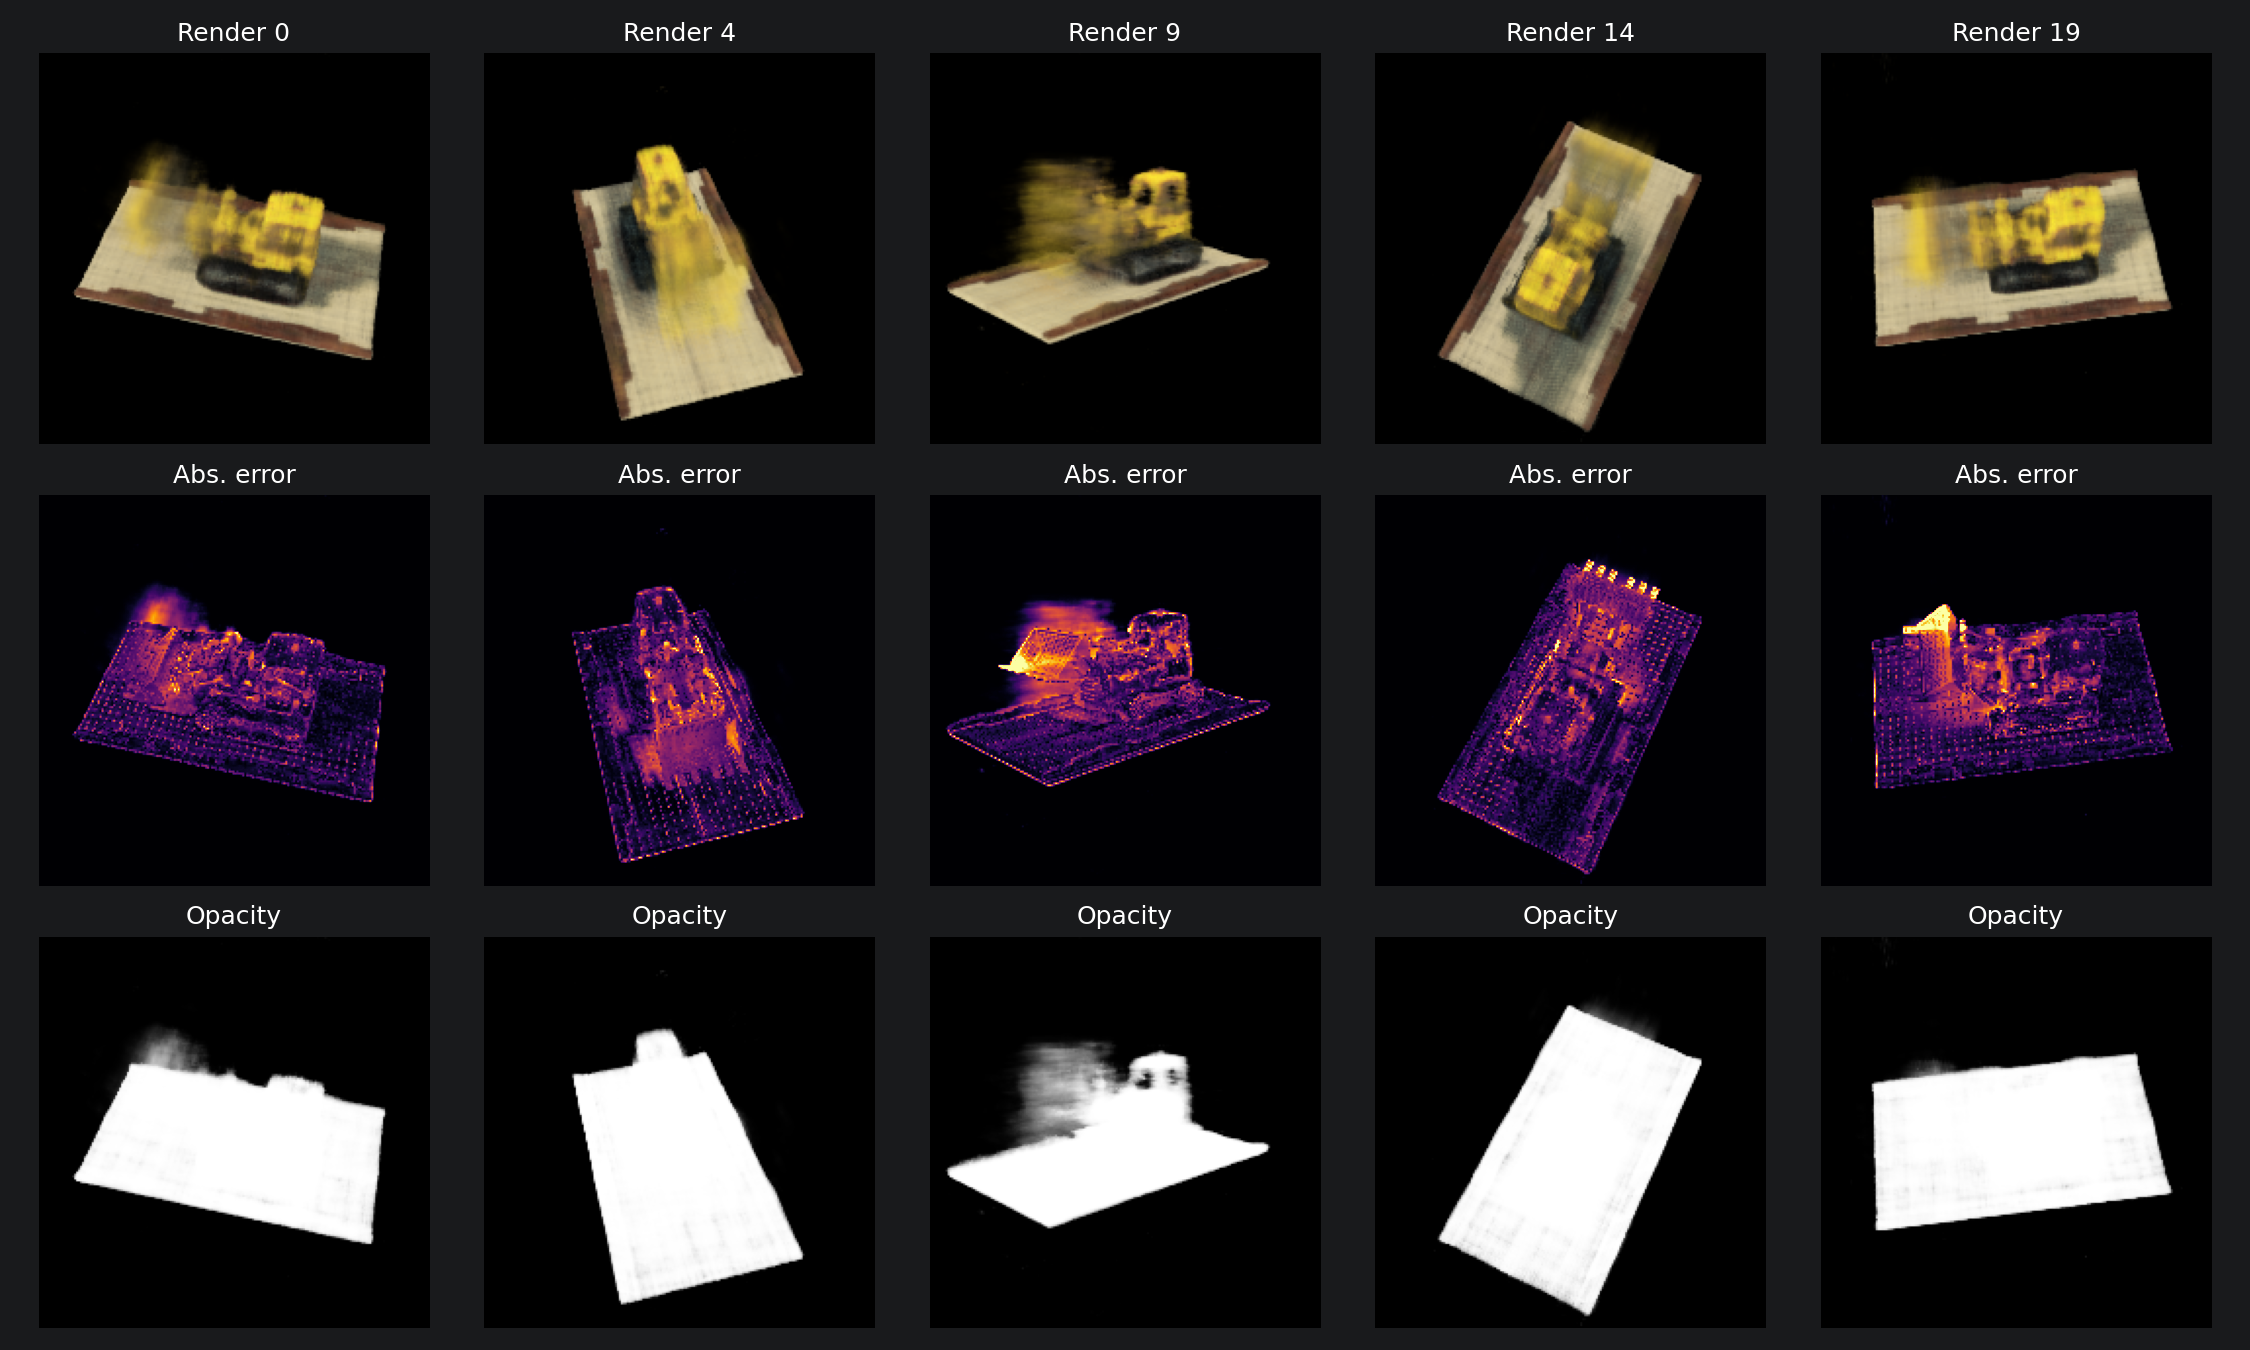 Render 0
Render 4
Render 9
Render 14
Render 19
Abs. error
Abs. error
Abs. error
Abs. error
Abs. error
Opacity
Opacity
Opacity
Opacity
Opacity